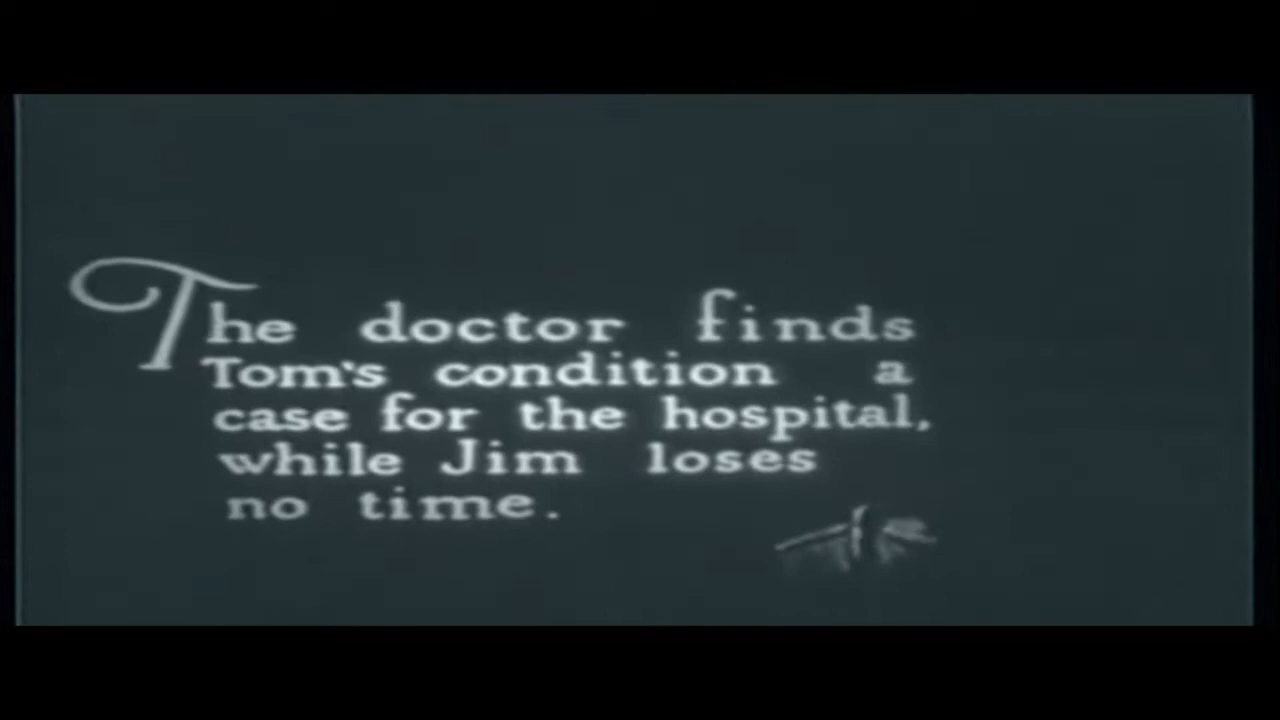 The doctor finds
Tom's condition a
case for the hospital,
while Jim loses
no time.